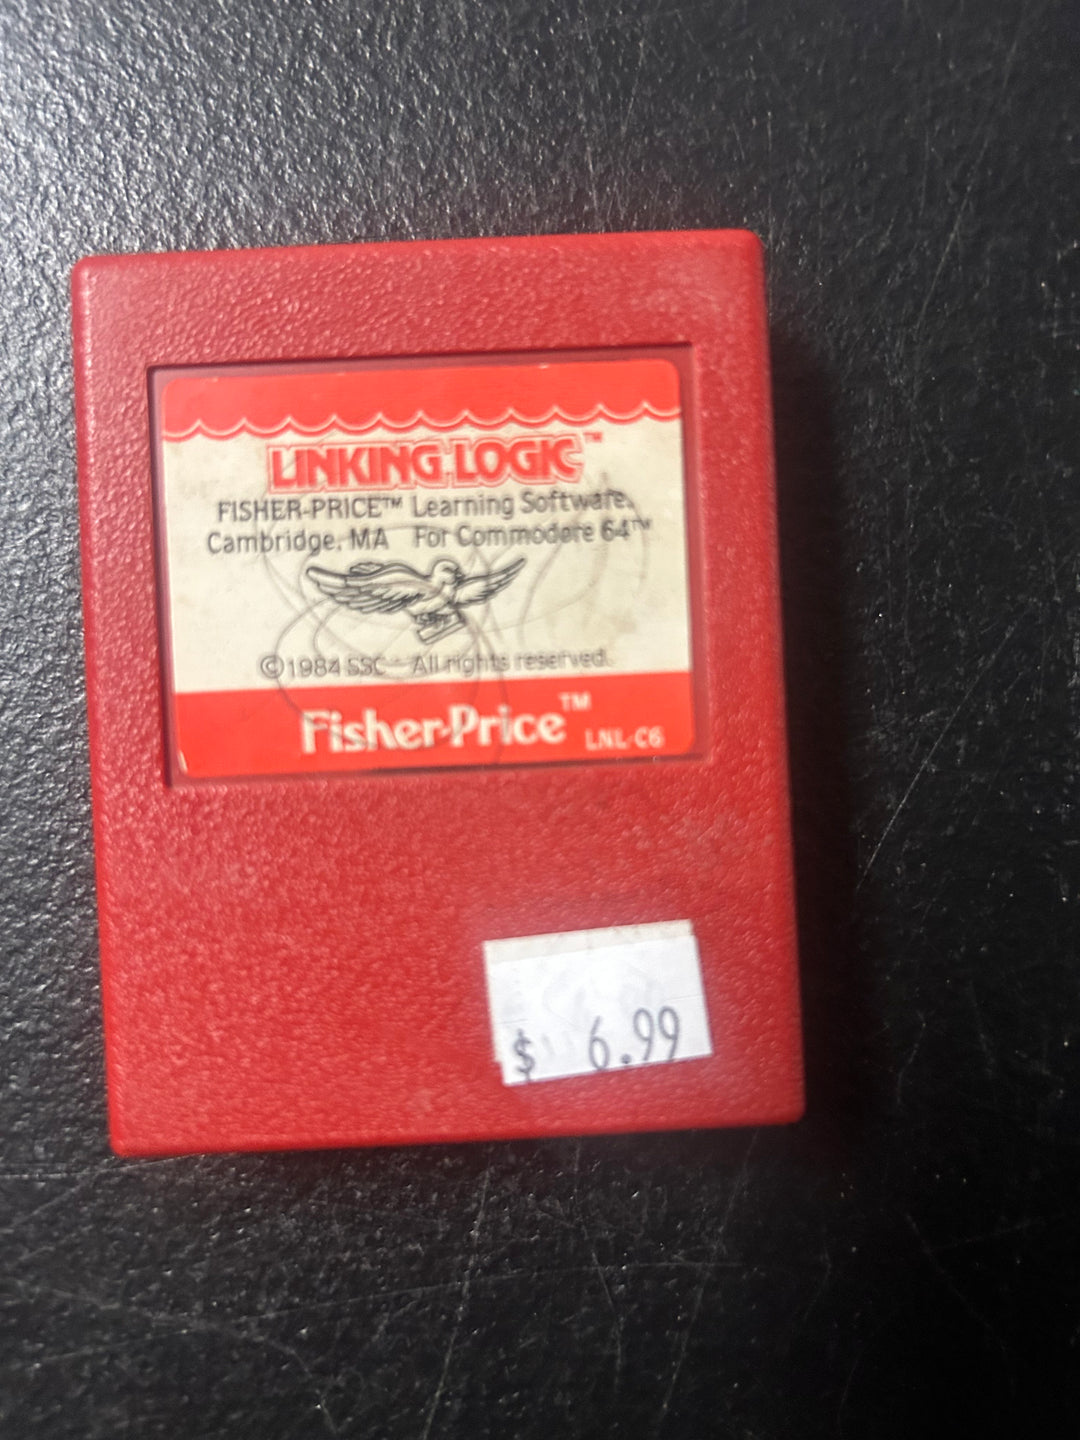 LINKING LOGIC™
FISHER-PRICE™ Learning Software,
Cambridge, MA For Commodore 64™
©1984 SSC All rights reserved.
Fisher-Price™ LNL-C6
$ 6.99